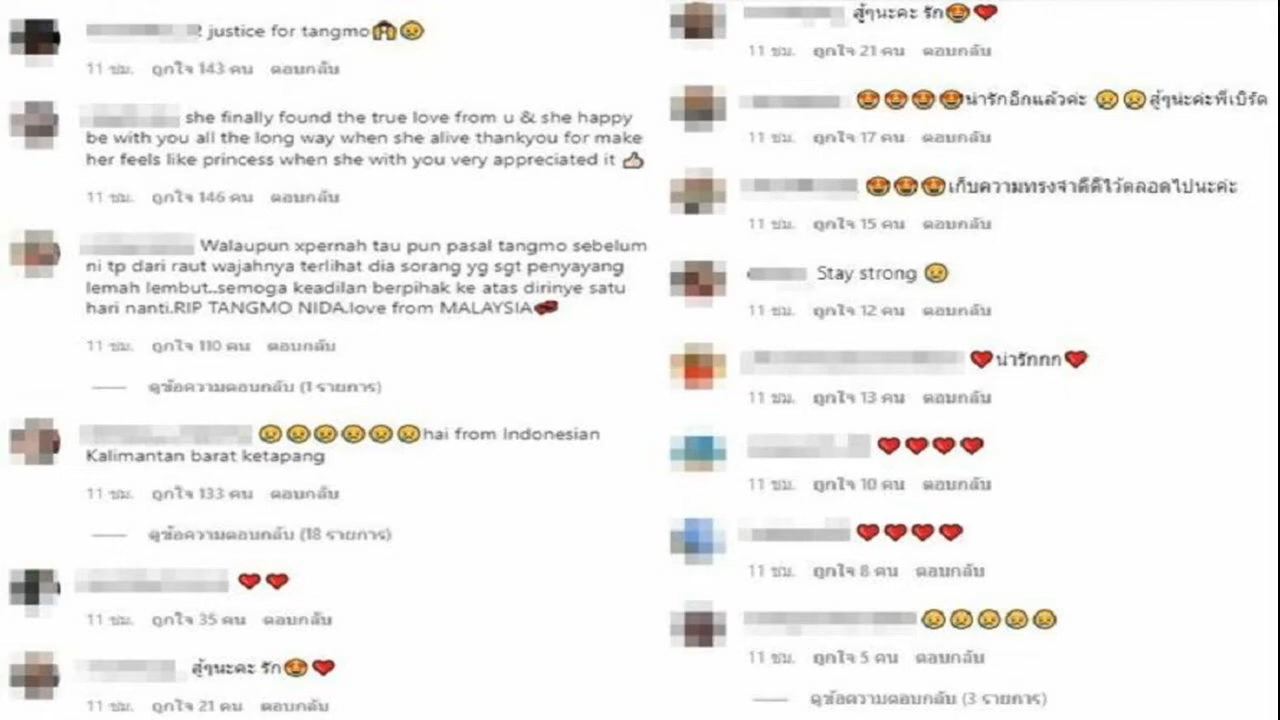 justice for tangmo
11 ชม. ถูกใจ 143 คน ตอบกลับ
she finally found the true love from u & she happy
be with you all the long way when she alive thankyou for make
her feels like princess when she with you very appreciated it
11 ชม. ถูกใจ 146 คน ตอบกลับ
Walaupun xpernah tau pun pasal tangmo sebelum
ni tp dari raut wajahnya terlihat dia sorang yg sgt penyayang
lemah lembut..semoga keadilan berpihak ke atas dirinye satu
hari nanti.RIP TANGMO NIDA.love from MALAYSIA
11 ชม. ถูกใจ 110 คน ตอบกลับ
ดูข้อความตอบกลับ (1 รายการ)
😢😢😢😢😢😢hai from Indonesian
Kalimantan barat ketapang
11 ชม. ถูกใจ 133 คน ตอบกลับ
ดูข้อความตอบกลับ (18 รายการ)
❤️❤️
11 ชม. ถูกใจ 35 คน ตอบกลับ
สู้ๆนะคะ รัก🤩❤️
11 ชม. ถูกใจ 21 คน ตอบกลับ
สู้ๆนะคะ รัก🤩❤️
11 ชม. ถูกใจ 21 คน ตอบกลับ
🤩🤩🤩🤩น่ารักอีกแล้วค่ะ 😢😢สู้ๆน่ะค่ะพี่เบิร์ด
11 ชม. ถูกใจ 17 คน ตอบกลับ
🤩🤩🤩เก็บความทรงจำดีดีไว้ตลอดไปนะค่ะ
11 ชม. ถูกใจ 15 คน ตอบกลับ
Stay strong 😢
11 ชม. ถูกใจ 12 คน ตอบกลับ
❤️น่ารักกก❤️
11 ชม. ถูกใจ 13 คน ตอบกลับ
❤️❤️❤️❤️
11 ชม. ถูกใจ 10 คน ตอบกลับ
❤️❤️❤️❤️
11 ชม. ถูกใจ 8 คน ตอบกลับ
😢😢😢😢😢
11 ชม. ถูกใจ 5 คน ตอบกลับ
ดูข้อความตอบกลับ (3 รายการ)